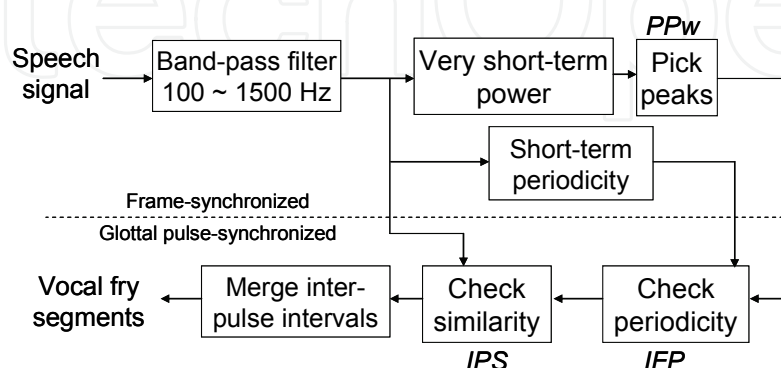 PPw
Speech
signal
Band-pass filter
100 ~ 1500 Hz
Very short-term
power
Pick
peaks
Short-term
periodicity
Frame-synchronized
Glottal pulse-synchronized
Vocal fry
segments
Merge inter-
pulse intervals
Check
similarity
Check
periodicity
IPS
IFP